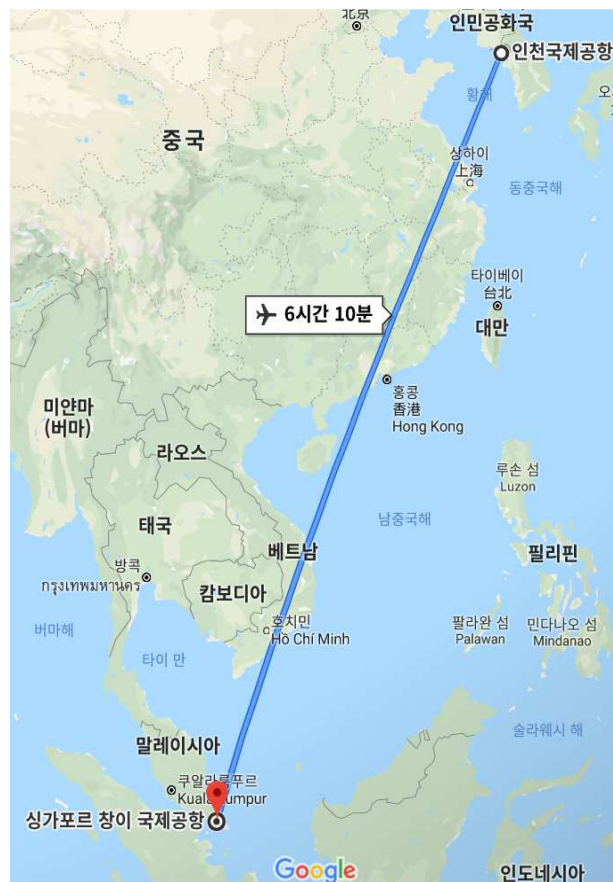 北京
인민공화국
인천국제공항
황해
중국
상하이
上海
동중국해
타이베이
台北
대만
6시간 10분
홍콩
香港
Hong Kong
미얀마
(버마)
라오스
루손 섬
Luzon
남중국해
태국
베트남
필리핀
방콕
กรุงเทพมหานคร
캄보디아
호치민
Hồ Chí Minh
버마해
타이 만
팔라완 섬
Palawan
민다나오 섬
Mindanao
술라웨시 해
말레이시아
쿠알라룸푸르
Kuala Lumpur
싱가포르 창이 국제공항
Google
인도네시아